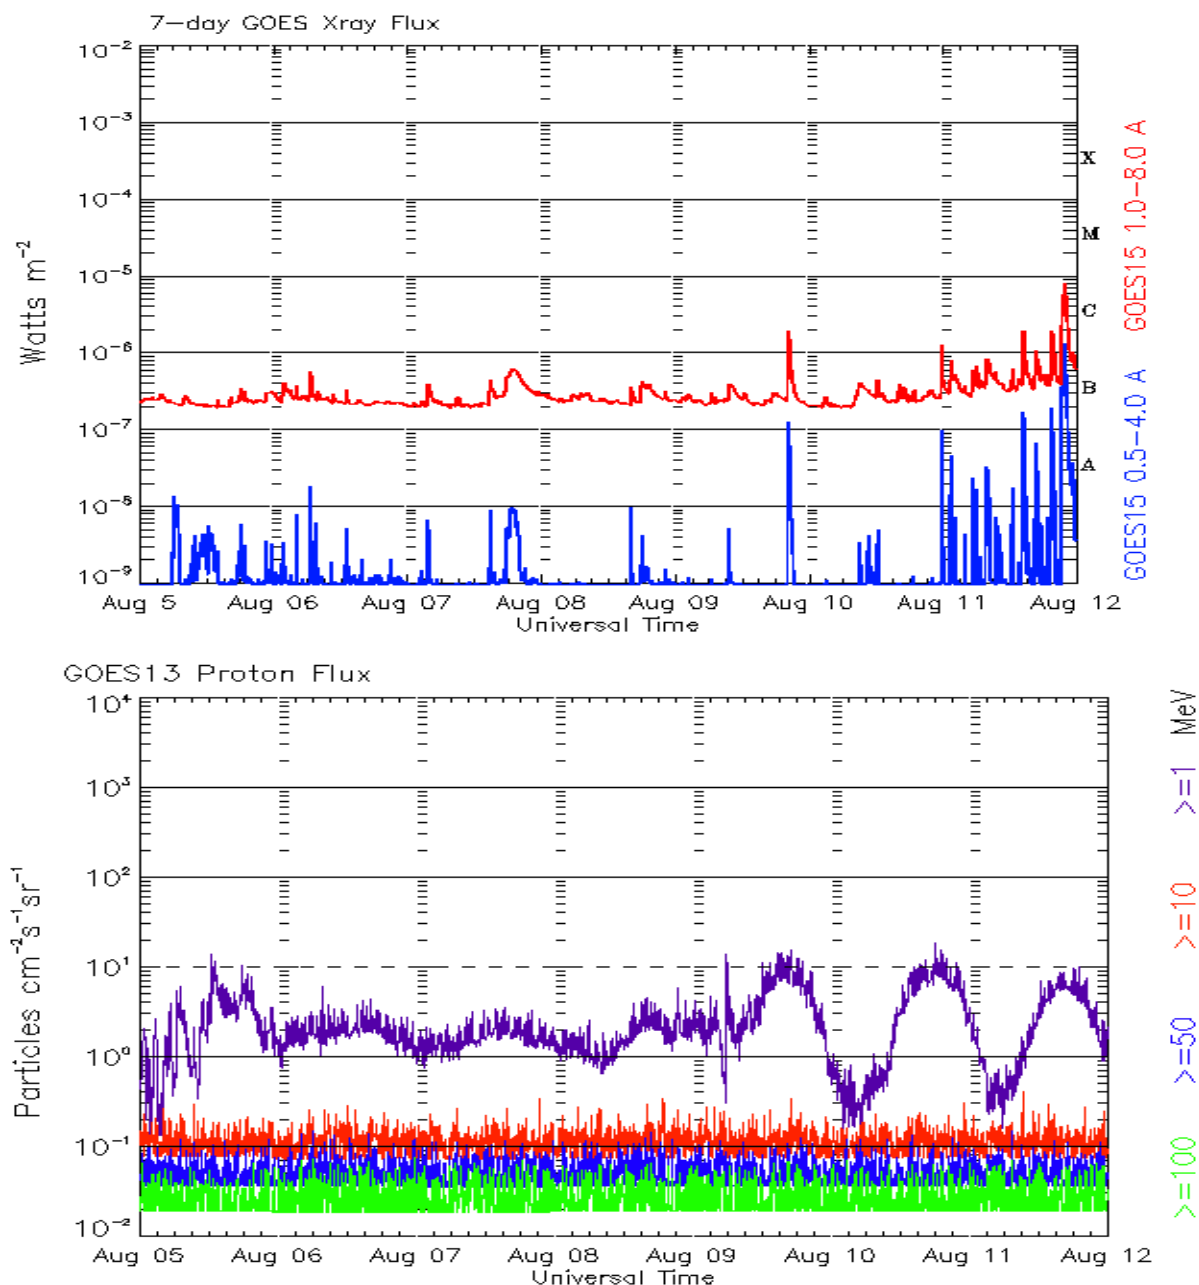 7-day GOES Xray Flux
10⁻²
10⁻³
10⁻⁴
10⁻⁵
10⁻⁶
10⁻⁷
10⁻⁸
10⁻⁹
Watts m⁻²
X
M
C
B
A
GOES15 1.0-8.0 A
GOES15 0.5-4.0 A
Aug 5 Aug 06 Aug 07 Aug 08 Aug 09 Aug 10 Aug 11 Aug 12
Universal Time
GOES13 Proton Flux
10⁴
10³
10²
10¹
10⁰
10⁻¹
10⁻²
Particles cm⁻²s⁻¹sr⁻¹
MeV
>=1
>=10
>=50
>=100
Aug 05 Aug 06 Aug 07 Aug 08 Aug 09 Aug 10 Aug 11 Aug 12
Universal Time